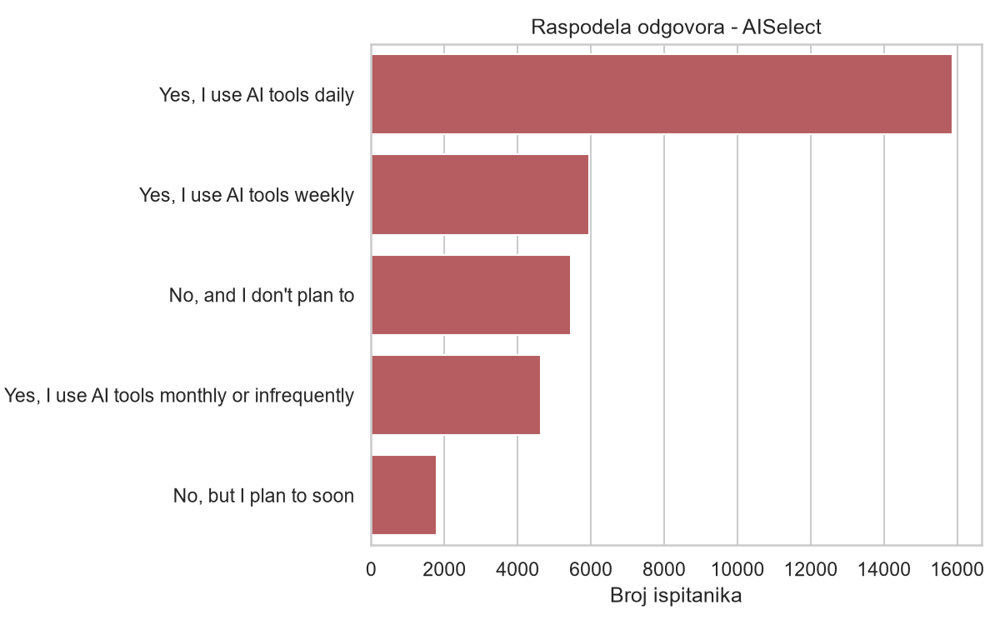 Raspodela odgovora - AISelect
Yes, I use AI tools daily
Yes, I use AI tools weekly
No, and I don't plan to
Yes, I use AI tools monthly or infrequently
No, but I plan to soon
0 2000 4000 6000 8000 10000 12000 14000 16000
Broj ispitanika